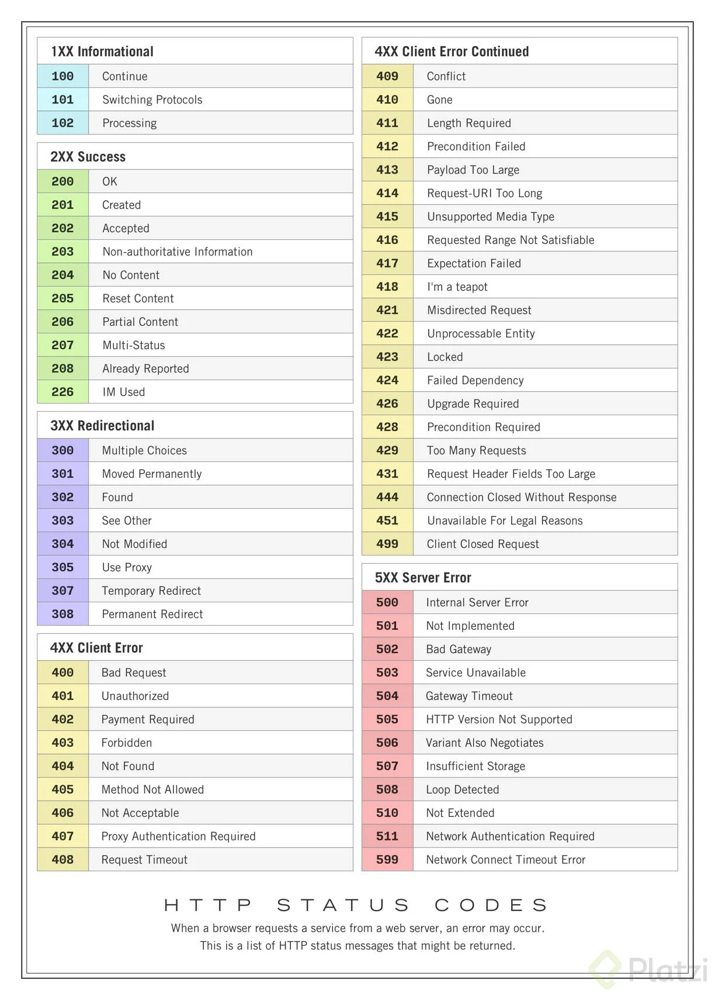 1XX Informational
100 Continue
101 Switching Protocols
102 Processing
2XX Success
200 OK
201 Created
202 Accepted
203 Non-authoritative Information
204 No Content
205 Reset Content
206 Partial Content
207 Multi-Status
208 Already Reported
226 IM Used
3XX Redirectional
300 Multiple Choices
301 Moved Permanently
302 Found
303 See Other
304 Not Modified
305 Use Proxy
307 Temporary Redirect
308 Permanent Redirect
4XX Client Error
400 Bad Request
401 Unauthorized
402 Payment Required
403 Forbidden
404 Not Found
405 Method Not Allowed
406 Not Acceptable
407 Proxy Authentication Required
408 Request Timeout
4XX Client Error Continued
409 Conflict
410 Gone
411 Length Required
412 Precondition Failed
413 Payload Too Large
414 Request-URI Too Long
415 Unsupported Media Type
416 Requested Range Not Satisfiable
417 Expectation Failed
418 I'm a teapot
421 Misdirected Request
422 Unprocessable Entity
423 Locked
424 Failed Dependency
426 Upgrade Required
428 Precondition Required
429 Too Many Requests
431 Request Header Fields Too Large
444 Connection Closed Without Response
451 Unavailable For Legal Reasons
499 Client Closed Request
5XX Server Error
500 Internal Server Error
501 Not Implemented
502 Bad Gateway
503 Service Unavailable
504 Gateway Timeout
505 HTTP Version Not Supported
506 Variant Also Negotiates
507 Insufficient Storage
508 Loop Detected
510 Not Extended
511 Network Authentication Required
599 Network Connect Timeout Error
HTTP STATUS CODES
When a browser requests a service from a web server, an error may occur.
This is a list of HTTP status messages that might be returned.
Platzi